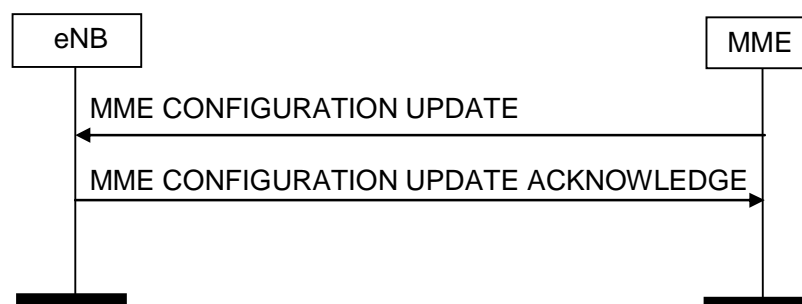 eNB
MME
MME CONFIGURATION UPDATE
MME CONFIGURATION UPDATE ACKNOWLEDGE